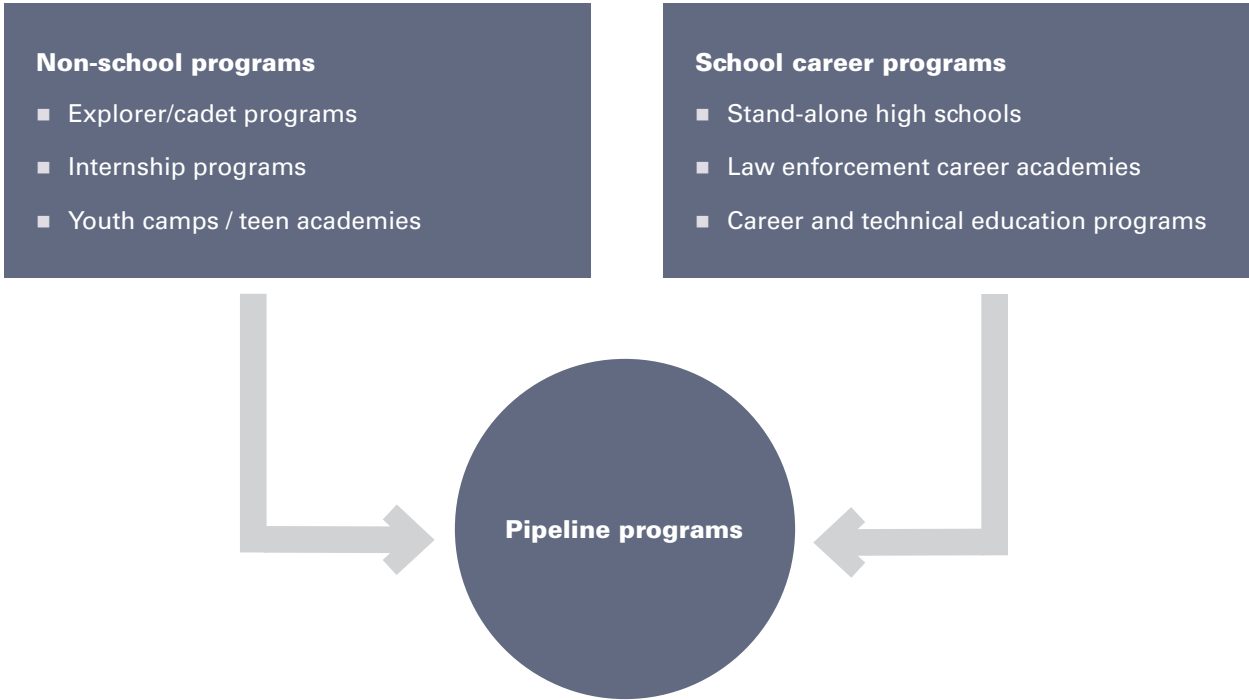 Non-school programs
Explorer/cadet programs
Internship programs
Youth camps / teen academies
School career programs
Stand-alone high schools
Law enforcement career academies
Career and technical education programs
Pipeline programs